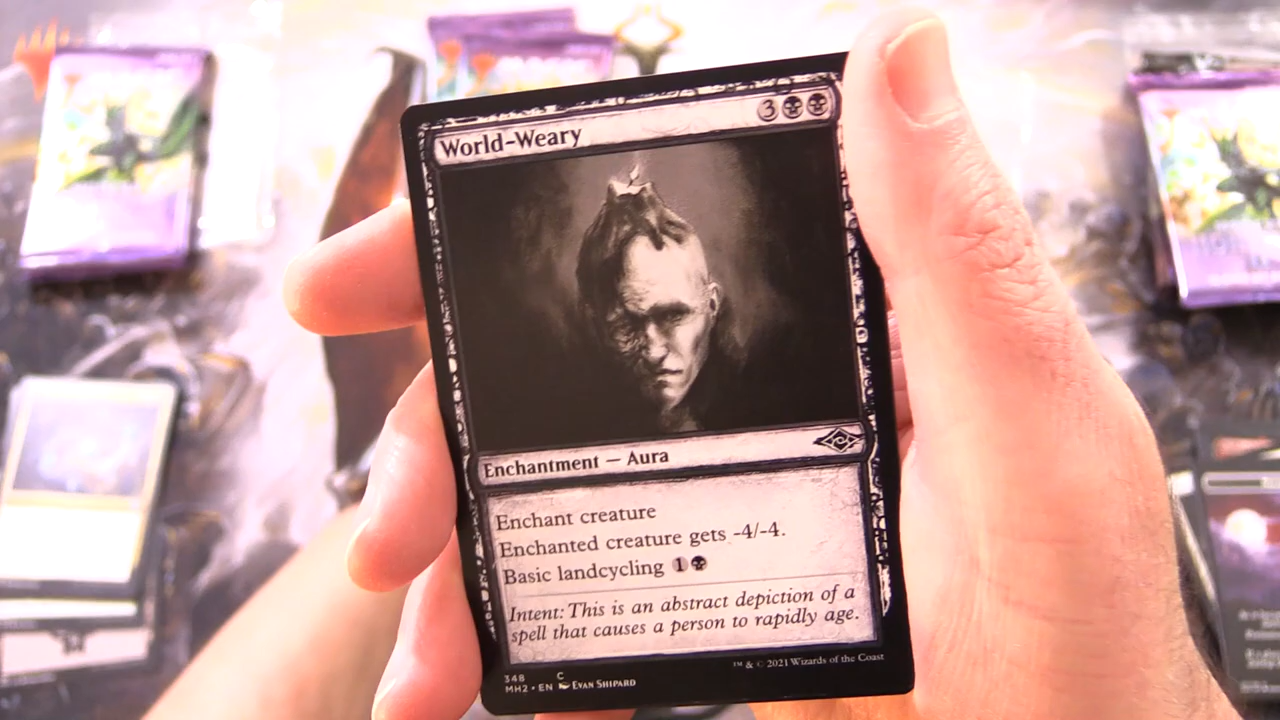 World-Weary 3
Enchantment — Aura
Enchant creature
Enchanted creature gets -4/-4.
Basic landcycling 1
Intent: This is an abstract depiction of a
spell that causes a person to rapidly age.
348 C
MH2 • EN Evan Shipard
™ & © 2021 Wizards of the Coast